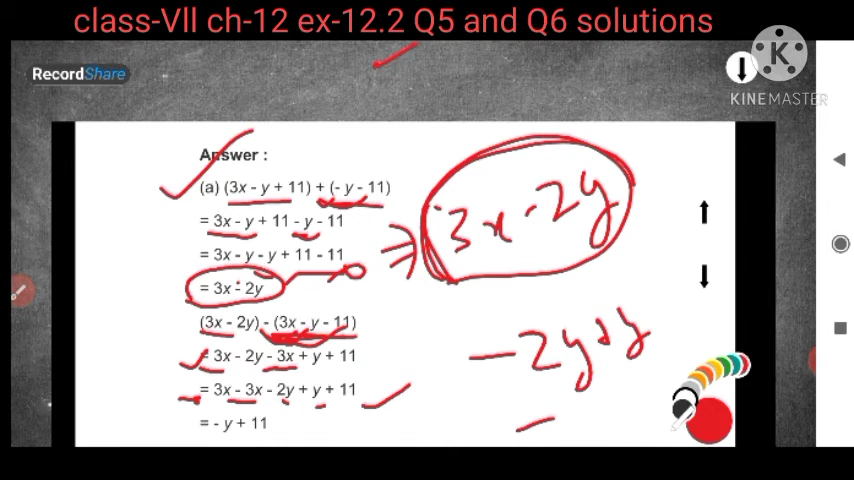 class-VII ch-12 ex-12.2 Q5 and Q6 solutions
RecordShare
K
KINEMASTER
Answer :
(a) (3x - y + 11) + (- y - 11)
= 3x - y + 11 - y - 11
= 3x - y - y + 11 - 11
= 3x - 2y
⇒ 3x - 2y
(3x - 2y) - (3x - y - 11)
= 3x - 2y - 3x + y + 11
- 2y + y
= 3x - 3x - 2y + y + 11
= - y + 11